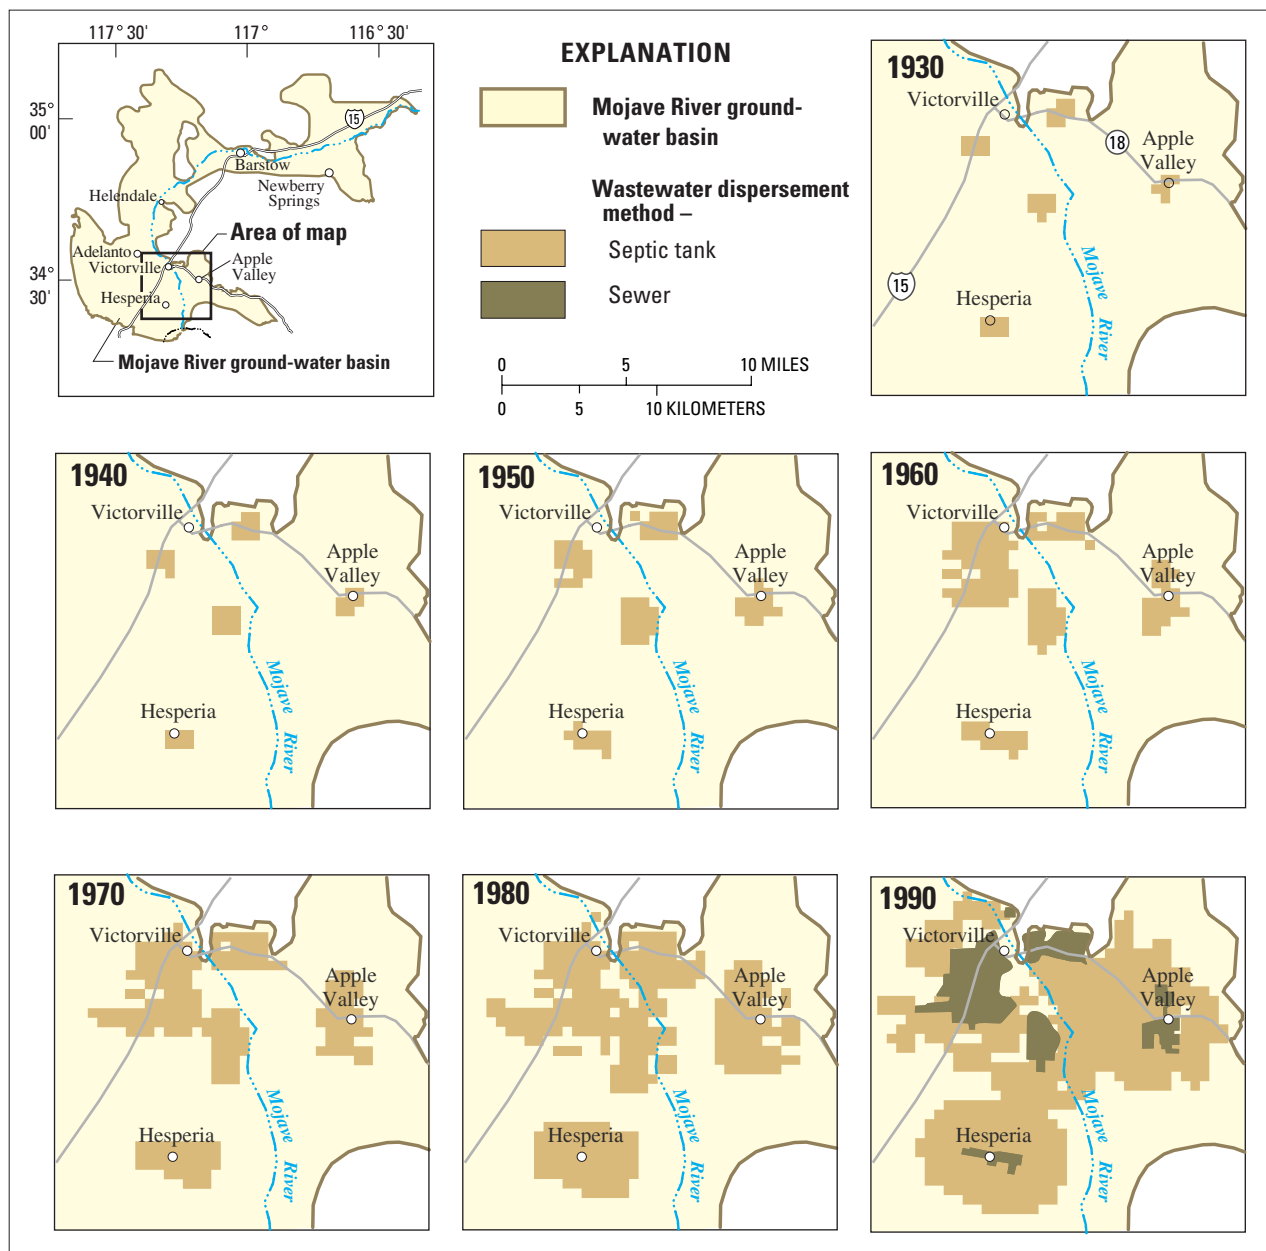 117° 30'
117°
116° 30'
35°
00'
34°
30'
15
Barstow
Newberry
Springs
Helendale
Area of map
Adelanto
Victorville
Apple
Valley
Hesperia
Mojave River ground-water basin
EXPLANATION
Mojave River ground-
water basin
Wastewater dispersement
method –
Septic tank
Sewer
0
5
10 MILES
0
5
10 KILOMETERS
1930
Victorville
18
Apple
Valley
15
Hesperia
Mojave
River
1940
Victorville
Apple
Valley
Hesperia
Mojave
River
1950
Victorville
Apple
Valley
Hesperia
Mojave
River
1960
Victorville
Apple
Valley
Hesperia
Mojave
River
1970
Victorville
Apple
Valley
Hesperia
Mojave
River
1980
Victorville
Apple
Valley
Hesperia
Mojave
River
1990
Victorville
Apple
Valley
Hesperia
Mojave
River